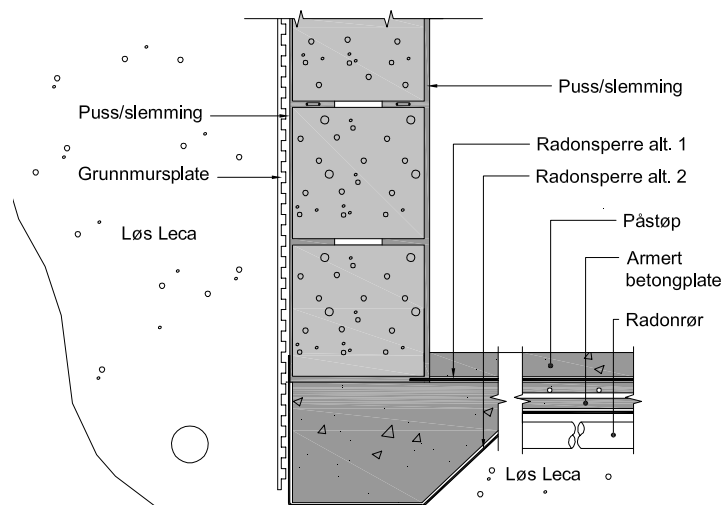 Puss/slemming
Puss/slemming
Radonsperre alt. 1
Grunnmursplate
Radonsperre alt. 2
Påstøp
Løs Leca
Armert
betongplate
Radonrør
Løs Leca